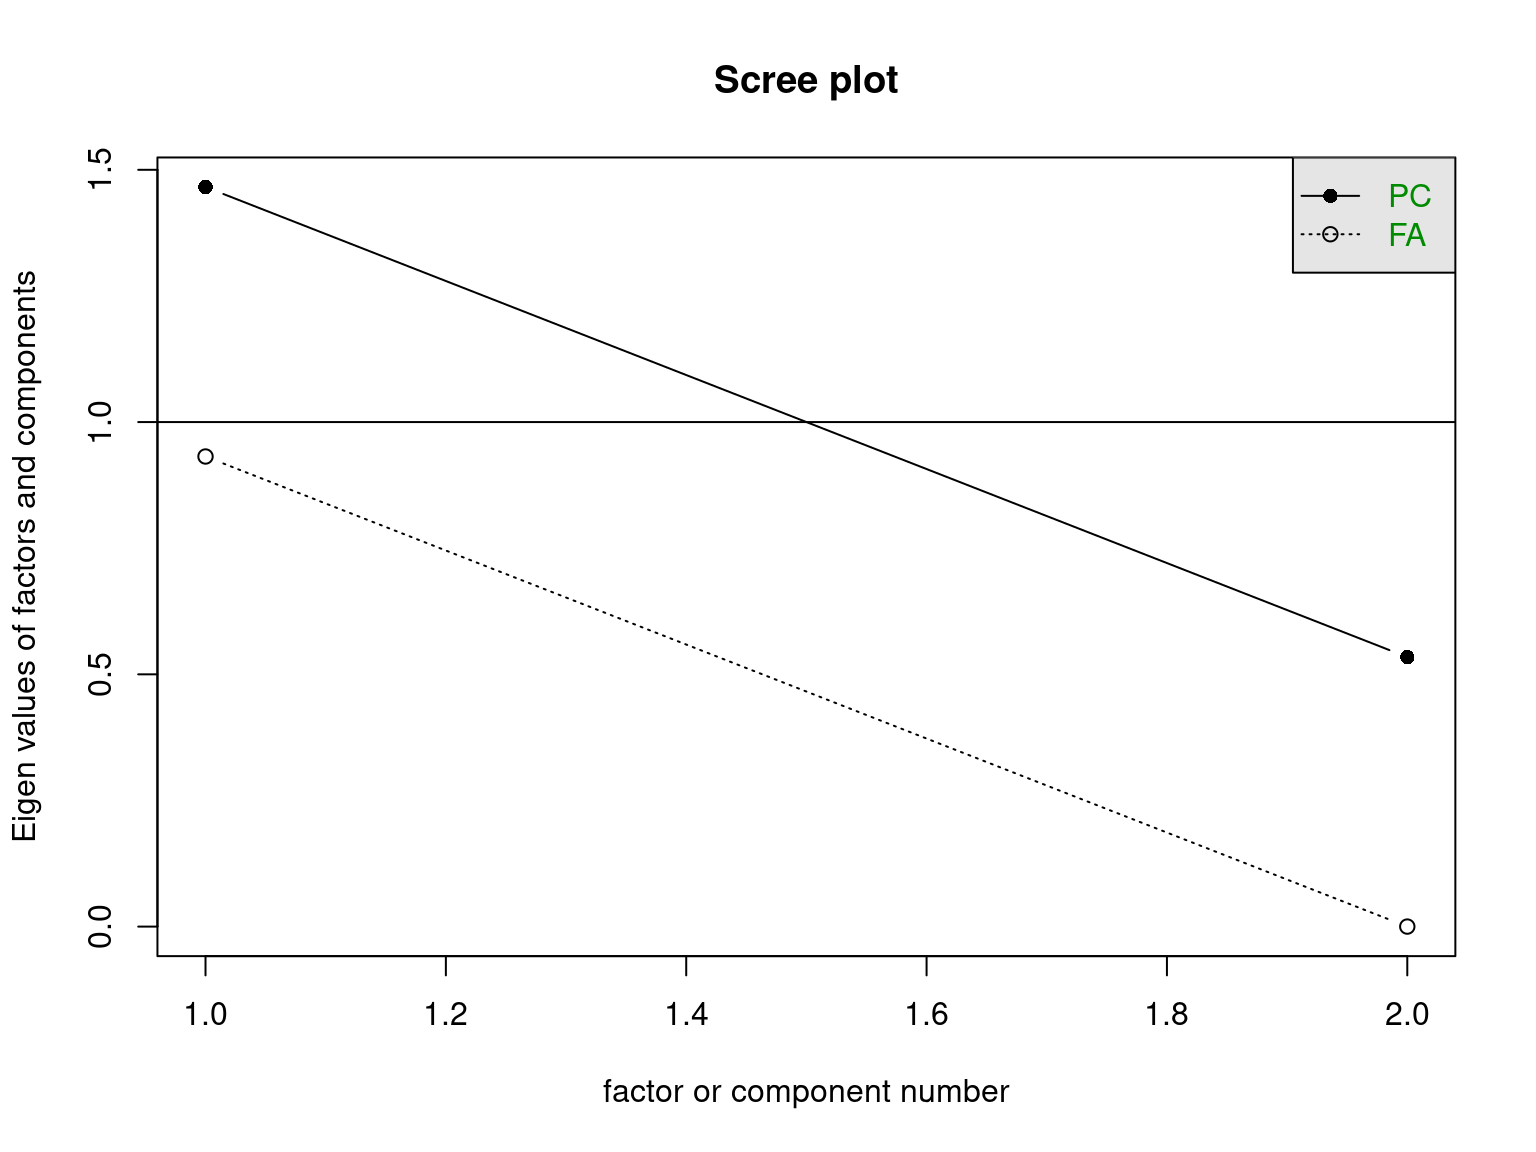 Scree plot
PC
FA
Eigen values of factors and components
1.5
1.0
0.5
0.0
1.0 1.2 1.4 1.6 1.8 2.0
factor or component number